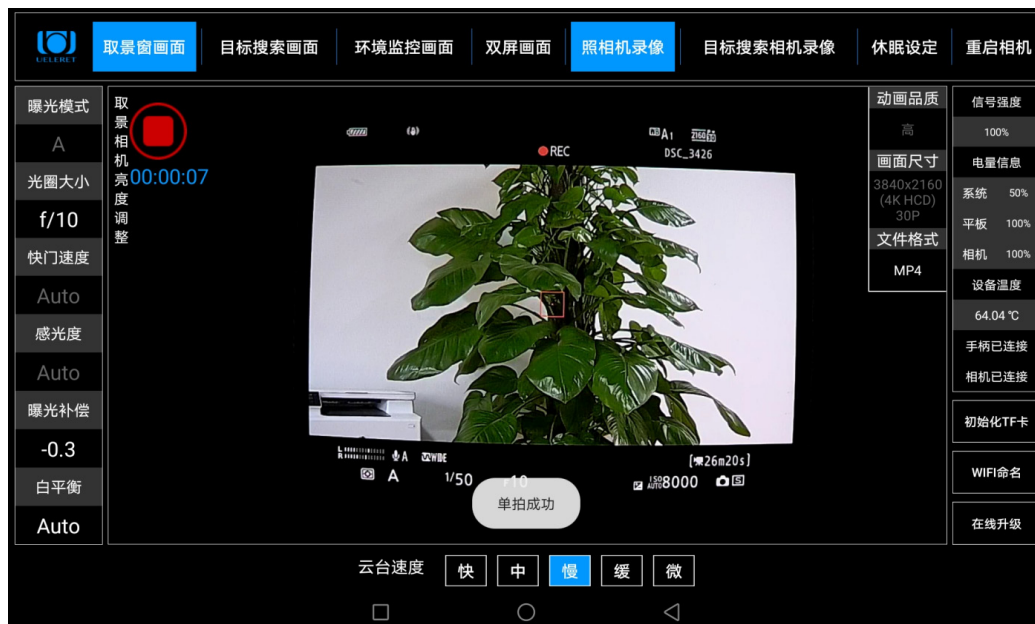 UELERET
取景窗画面 目标搜索画面 环境监控画面 双屏画面 照相机录像 目标搜索相机录像 休眠设定 重启相机
曝光模式
A
光圈大小
f/10
快门速度
Auto
感光度
Auto
曝光补偿
-0.3
白平衡
Auto
取景相机亮度调整
00:00:07
A1
REC
DSC_3426
L
R
A
WIDE
[26m20s]
A
1/50
10
ISO
AUTO
8000
S
单拍成功
动画品质
高
画面尺寸
3840x2160
(4K HCD)
30P
文件格式
MP4
信号强度
100%
电量信息
系统 50%
平板 100%
相机 100%
设备温度
64.04 ℃
手柄已连接
相机已连接
初始化TF卡
WIFI命名
在线升级
云台速度 快 中 慢 缓 微